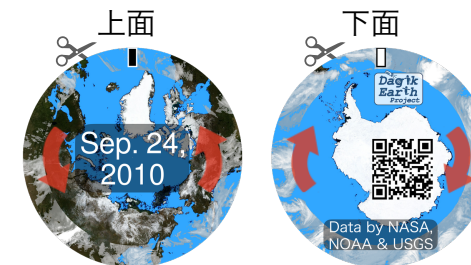 上面
下面
Sep. 24,
2010
Dagik
Earth
Project
Data by NASA,
NOAA & USGS